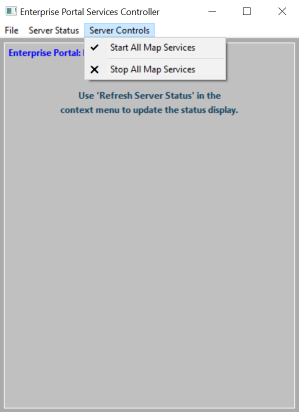 Enterprise Portal Services Controller
File Server Status Server Controls
Start All Map Services
Enterprise Portal:
Stop All Map Services
Use 'Refresh Server Status' in the
context menu to update the status display.